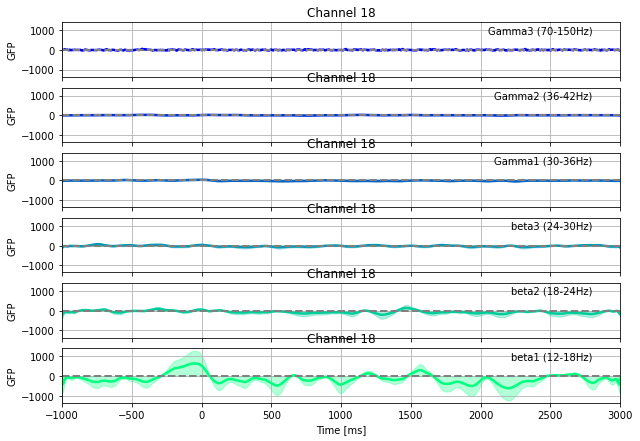 Channel 18
1000
0
−1000
GFP
Gamma3 (70-150Hz)
Channel 18
1000
0
−1000
GFP
Gamma2 (36-42Hz)
Channel 18
1000
0
−1000
GFP
Gamma1 (30-36Hz)
Channel 18
1000
0
−1000
GFP
beta3 (24-30Hz)
Channel 18
1000
0
−1000
GFP
beta2 (18-24Hz)
Channel 18
1000
0
−1000
GFP
beta1 (12-18Hz)
−1000 −500 0 500 1000 1500 2000 2500 3000
Time [ms]